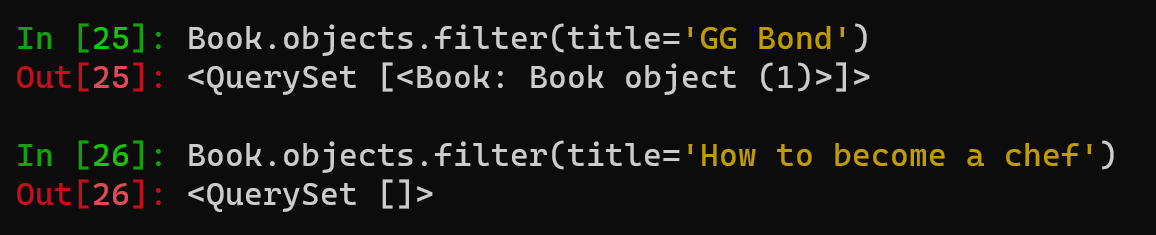 In [25]: Book.objects.filter(title='GG Bond')
Out[25]: <QuerySet [<Book: Book object (1)>]>
In [26]: Book.objects.filter(title='How to become a chef')
Out[26]: <QuerySet []>